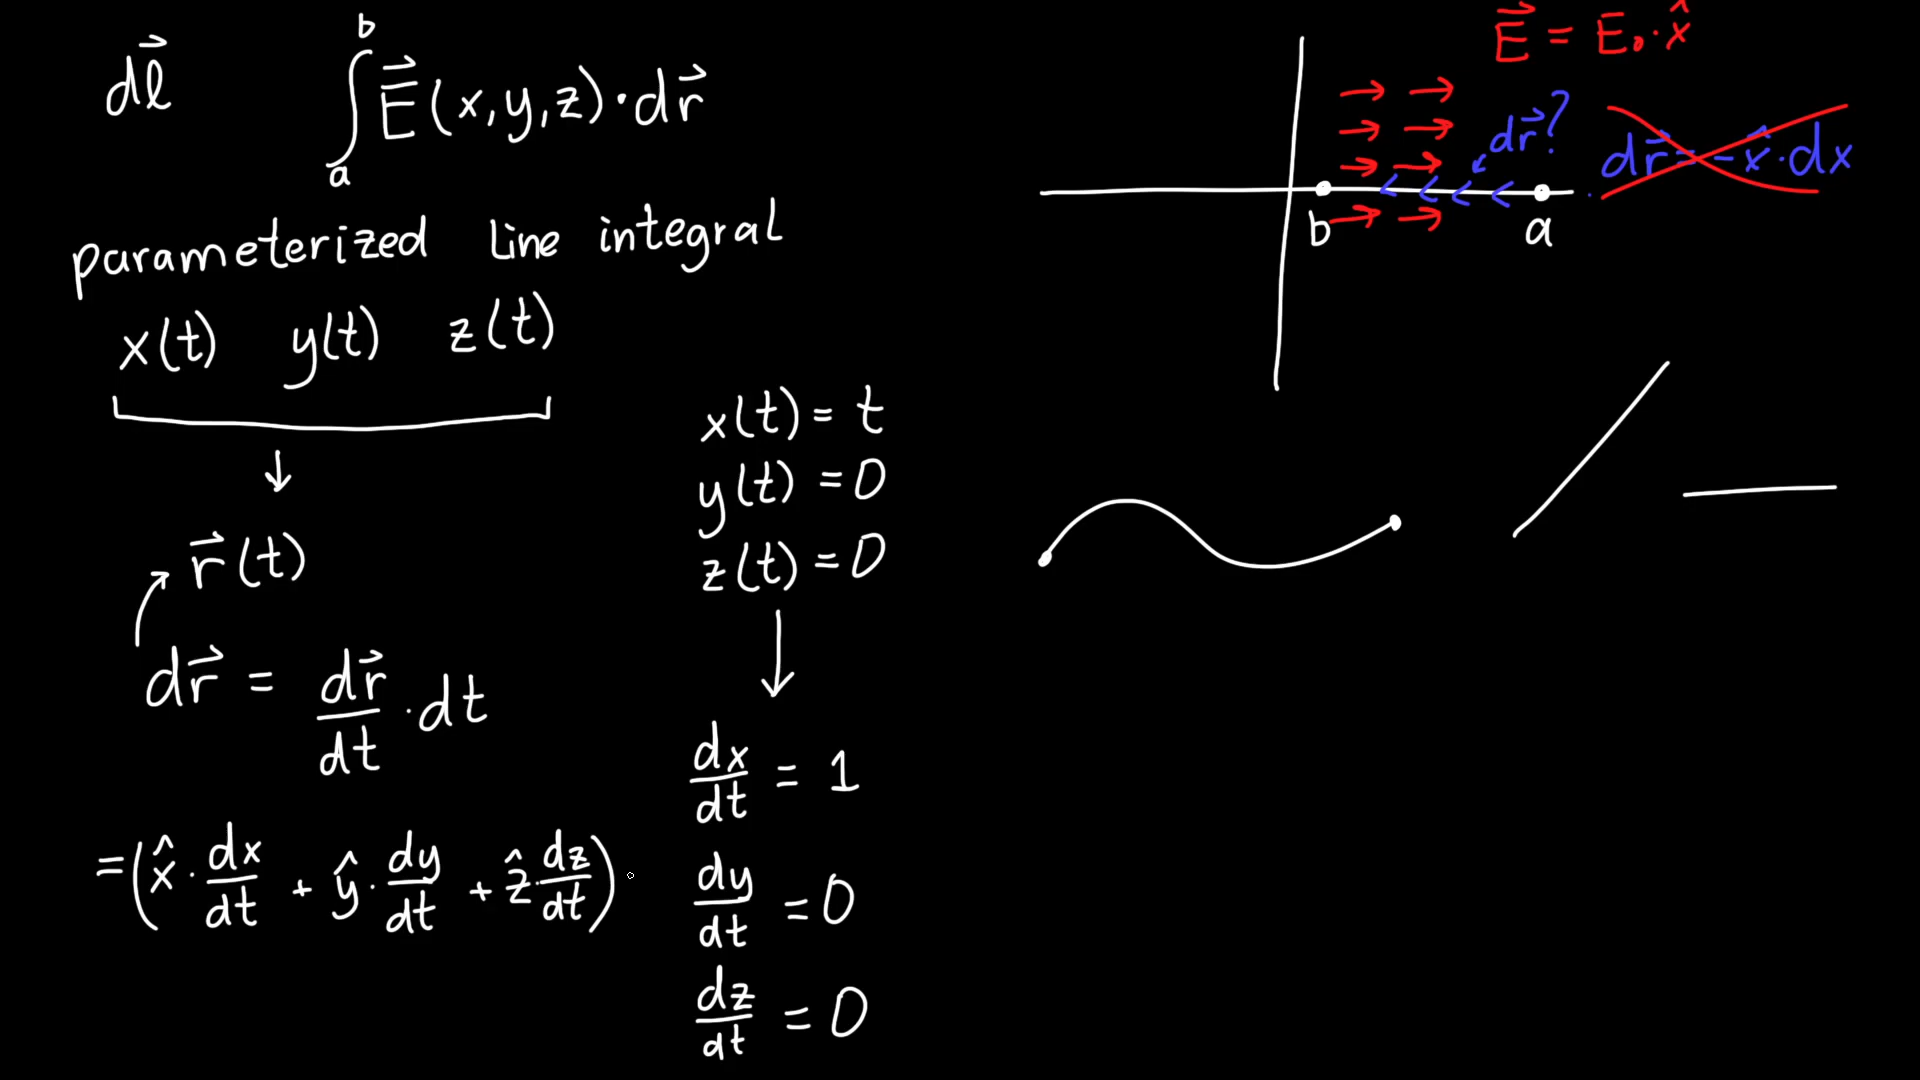 dl⃗
∫ₐᵇ E⃗(x,y,z)·dr⃗
parameterized line integral
x(t) y(t) z(t)
↓
r⃗(t)
dr⃗ = dr⃗/dt ·dt
=(x̂·dx/dt + ŷ·dy/dt + ẑ·dz/dt)
x(t)= t
y(t) =0
z(t)=0
dx/dt = 1
dy/dt =0
dz/dt =0
E⃗ = E₀·x̂
dr⃗?
dr⃗=-x̂·dx
b a